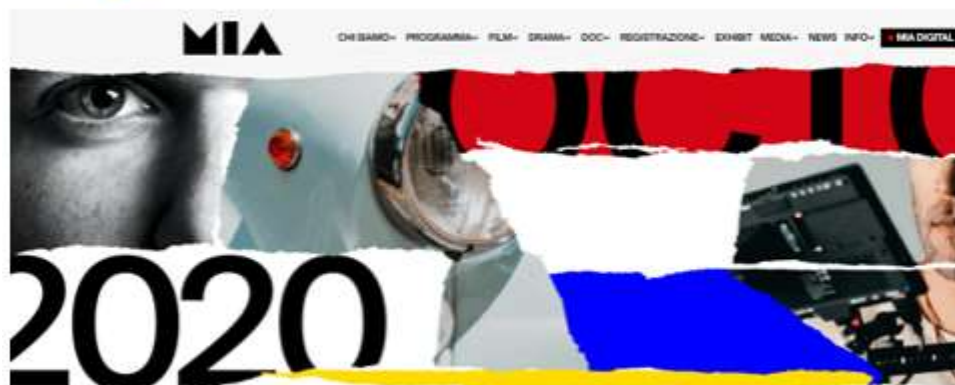 MIA
CHI SIAMO PROGRAMMA FILM DRAMA DOC REGISTRAZIONE EXHIBIT MEDIA NEWS INFO MIA DIGITAL
2020